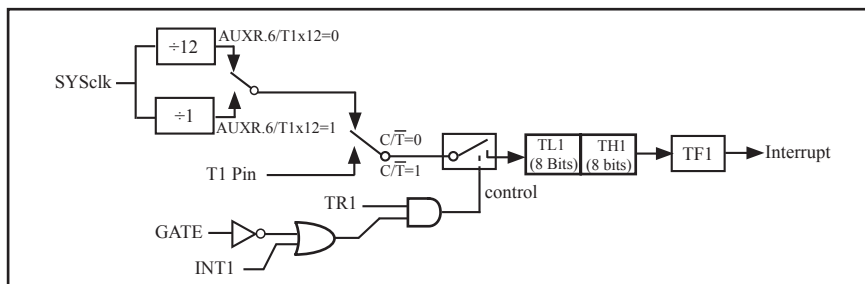 ÷12
AUXR.6/T1x12=0
SYSclk
÷1
AUXR.6/T1x12=1
C/T̅=0
C/T̅=1
T1 Pin
TL1
(8 Bits)
TH1
(8 bits)
TF1
Interrupt
control
TR1
GATE
INT1